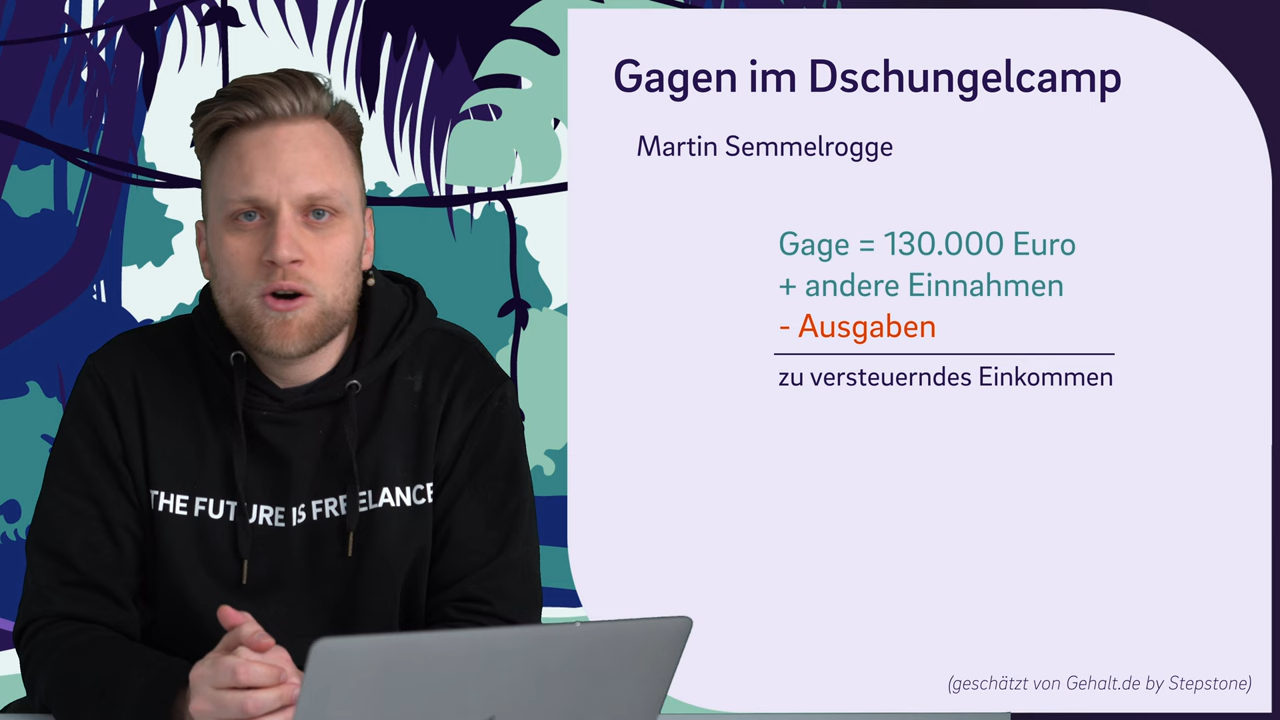 Gagen im Dschungelcamp
Martin Semmelrogge
Gage = 130.000 Euro
+ andere Einnahmen
- Ausgaben
zu versteuerndes Einkommen
THE FUTURE IS FREELANCE
(geschätzt von Gehalt.de by Stepstone)